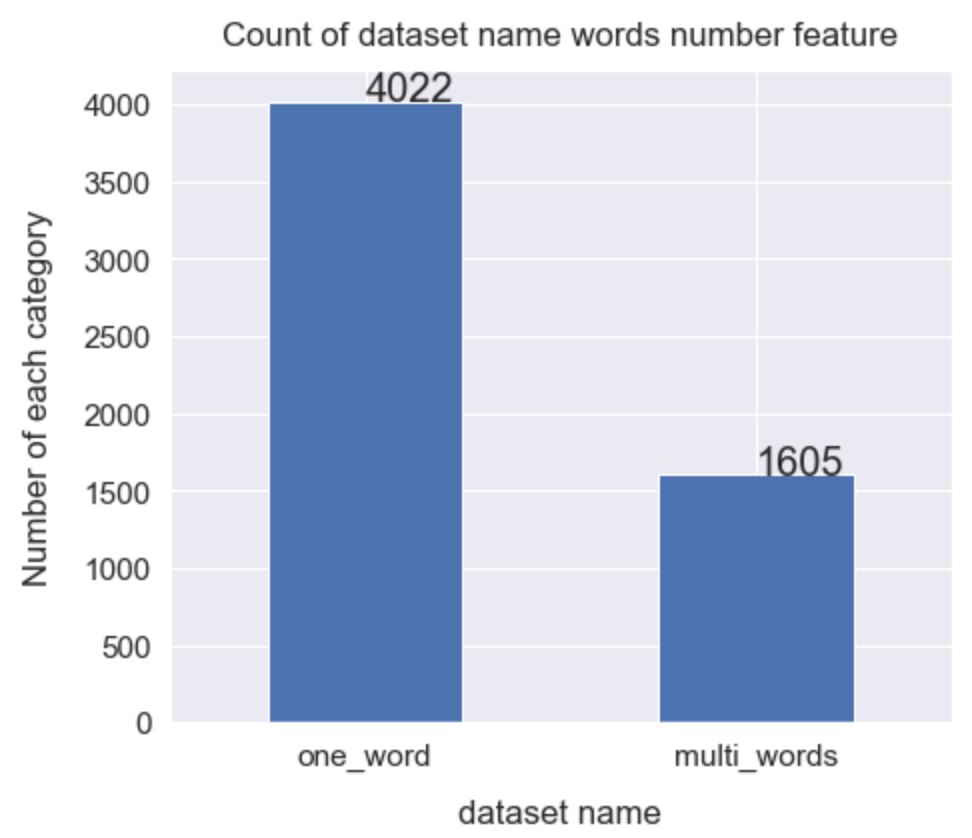 Count of dataset name words number feature
4022
4000
3500
3000
2500
2000
1605
1500
1000
500
0
Number of each category
one_word
multi_words
dataset name